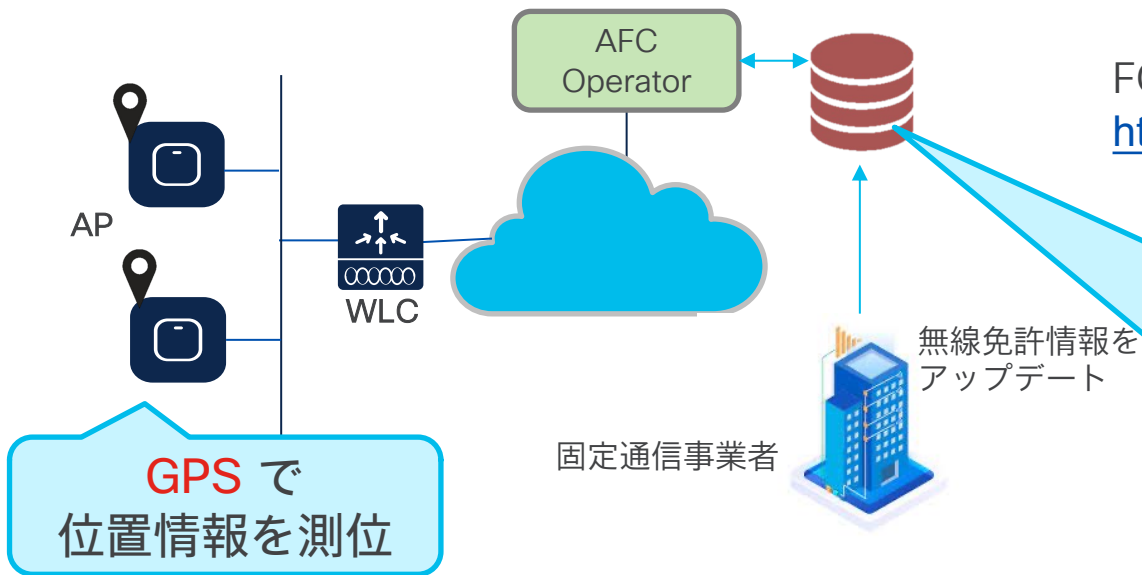 AFC
Operator
AP
WLC
無線免許情報を
アップデート
固定通信事業者
GPS で
位置情報を測位